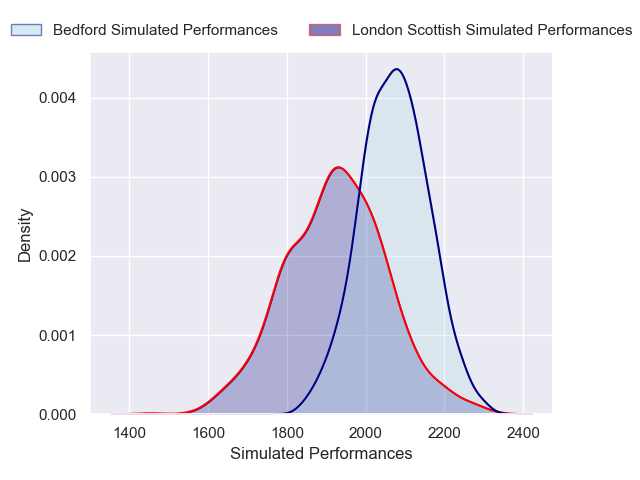 Bedford Simulated Performances
London Scottish Simulated Performances
0.004
0.003
0.002
0.001
0.000
Density
1400 1600 1800 2000 2200 2400
Simulated Performances